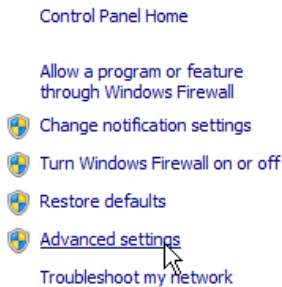 Control Panel Home
Allow a program or feature
through Windows Firewall
Change notification settings
Turn Windows Firewall on or off
Restore defaults
Advanced settings
Troubleshoot my network